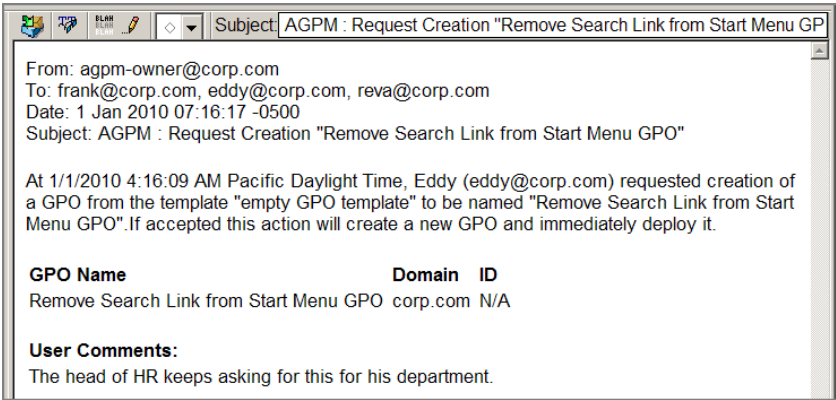 BLAH
BLAH
BLAH
Subject: AGPM : Request Creation "Remove Search Link from Start Menu GP
From: agpm-owner@corp.com
To: frank@corp.com, eddy@corp.com, reva@corp.com
Date: 1 Jan 2010 07:16:17 -0500
Subject: AGPM : Request Creation "Remove Search Link from Start Menu GPO"
At 1/1/2010 4:16:09 AM Pacific Daylight Time, Eddy (eddy@corp.com) requested creation of
a GPO from the template "empty GPO template" to be named "Remove Search Link from Start
Menu GPO".If accepted this action will create a new GPO and immediately deploy it.
GPO Name Domain ID
Remove Search Link from Start Menu GPO corp.com N/A
User Comments:
The head of HR keeps asking for this for his department.